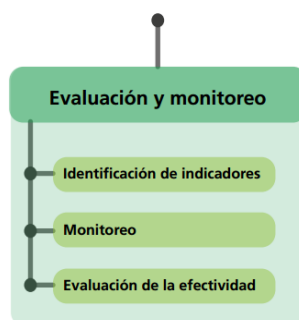 Evaluación y monitoreo
Identificación de indicadores
Monitoreo
Evaluación de la efectividad